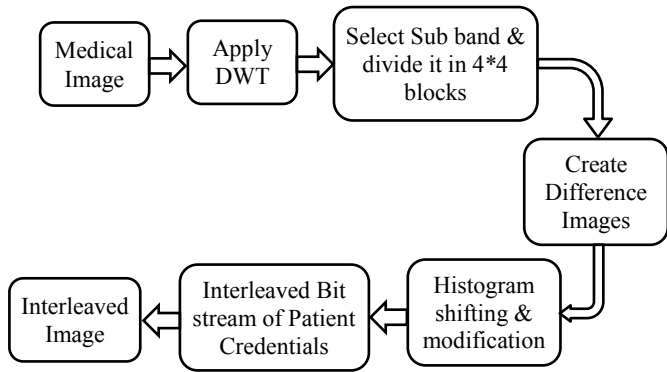 Medical
Image
Apply
DWT
Select Sub band &
divide it in 4*4
blocks
Create
Difference
Images
Histogram
shifting &
modification
Interleaved Bit
stream of Patient
Credentials
Interleaved
Image